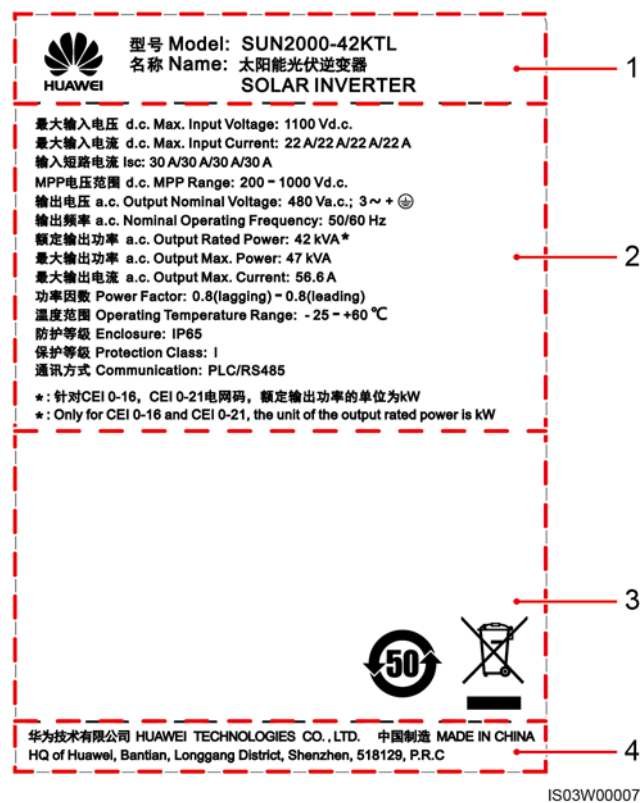 HUAWEI
型号 Model: SUN2000-42KTL
名称 Name: 太阳能光伏逆变器
SOLAR INVERTER
1
最大输入电压 d.c. Max. Input Voltage: 1100 Vd.c.
最大输入电流 d.c. Max. Input Current: 22 A/22 A/22 A/22 A
输入短路电流 Isc: 30 A/30 A/30 A/30 A
MPP电压范围 d.c. MPP Range: 200 - 1000 Vd.c.
输出电压 a.c. Output Nominal Voltage: 480 Va.c.; 3~ + ⏚
输出频率 a.c. Nominal Operating Frequency: 50/60 Hz
额定输出功率 a.c. Output Rated Power: 42 kVA*
最大输出功率 a.c. Output Max. Power: 47 kVA
最大输出电流 a.c. Output Max. Current: 56.6 A
功率因数 Power Factor: 0.8(lagging) - 0.8(leading)
温度范围 Operating Temperature Range: - 25 - +60 ℃
防护等级 Enclosure: IP65
保护等级 Protection Class: I
通讯方式 Communication: PLC/RS485
*: 针对CEI 0-16, CEI 0-21电网码, 额定输出功率的单位为kW
*: Only for CEI 0-16 and CEI 0-21, the unit of the output rated power is kW
2
3
50
华为技术有限公司 HUAWEI TECHNOLOGIES CO., LTD. 中国制造 MADE IN CHINA
HQ of Huawei, Bantian, Longgang District, Shenzhen, 518129, P.R.C
4
IS03W00007